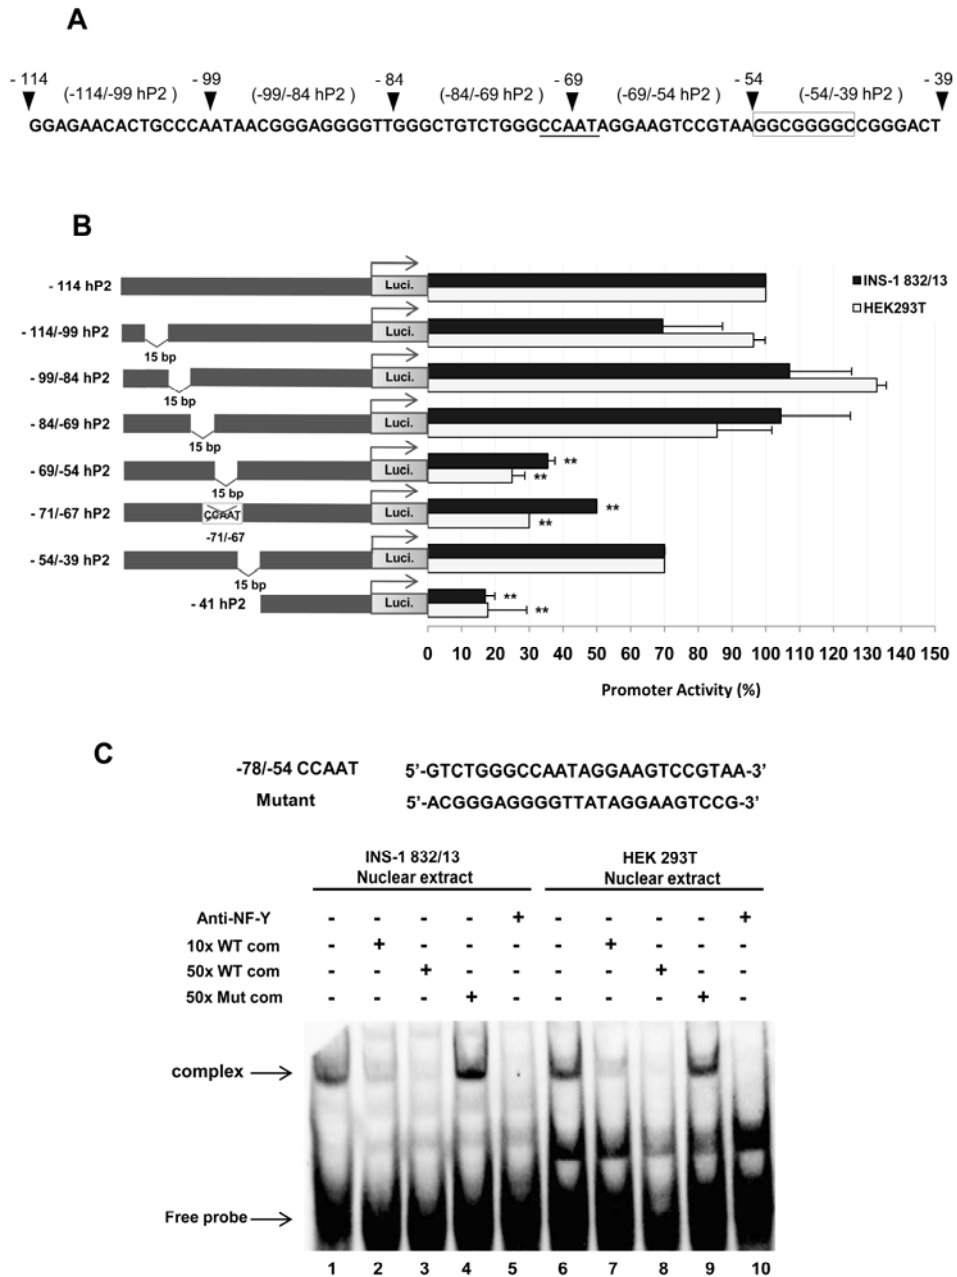 A
- 114 - 99 - 84 - 69 - 54 - 39
(-114/-99 hP2 ) (-99/-84 hP2 ) (-84/-69 hP2 ) (-69/-54 hP2 ) (-54/-39 hP2 )
GGAGAACACTGCCCAATAACGGGAGGGGTTGGGCTGTCTGGGCCAATAGGAAGTCCGTAAGGCGGGGCCGGGACT
B
- 114 hP2 Luci. INS-1 832/13
HEK293T
- 114/-99 hP2 Luci.
15 bp
- 99/-84 hP2 Luci.
15 bp
- 84/-69 hP2 Luci.
15 bp
- 69/-54 hP2 Luci. **
15 bp **
- 71/-67 hP2 CCAAT Luci. **
-71/-67 **
- 54/-39 hP2 Luci.
15 bp
- 41 hP2 Luci. **
**
0 10 20 30 40 50 60 70 80 90 100 110 120 130 140 150
Promoter Activity (%)
C
-78/-54 CCAAT 5’-GTCTGGGCCAATAGGAAGTCCGTAA-3’
Mutant 5’-ACGGGAGGGGTTATAGGAAGTCCG-3’
INS-1 832/13 HEK 293T
Nuclear extract Nuclear extract
Anti-NF-Y - - - - + - - - - +
10x WT com - + - - - - + - - -
50x WT com - - + - - - - + - -
50x Mut com - - - + - - - - + -
complex
Free probe
1 2 3 4 5 6 7 8 9 10